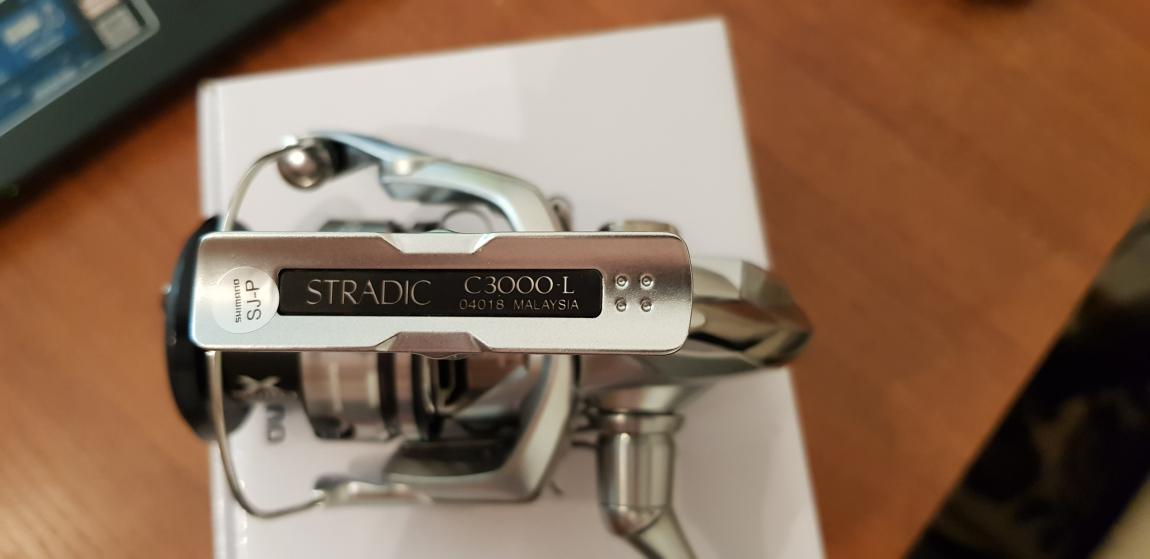 SHIMANO
SJ-P
STRADIC
C3000-L
04018 MALAYSIA